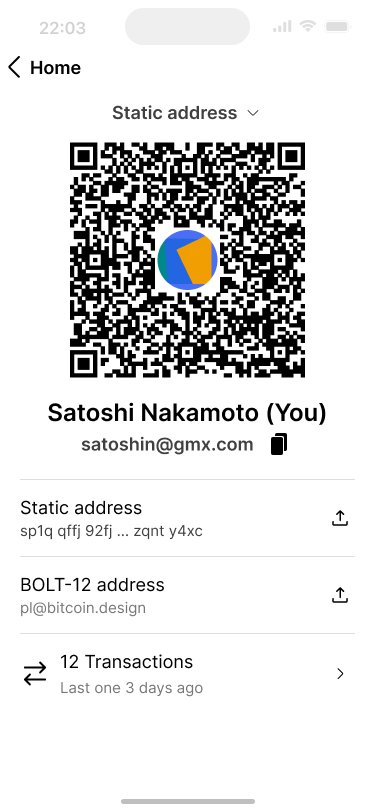 22:03
Home
Static address
Satoshi Nakamoto (You)
satoshin@gmx.com
Static address
sp1q qffj 92fj ... zqnt y4xc
BOLT-12 address
pl@bitcoin.design
12 Transactions
Last one 3 days ago